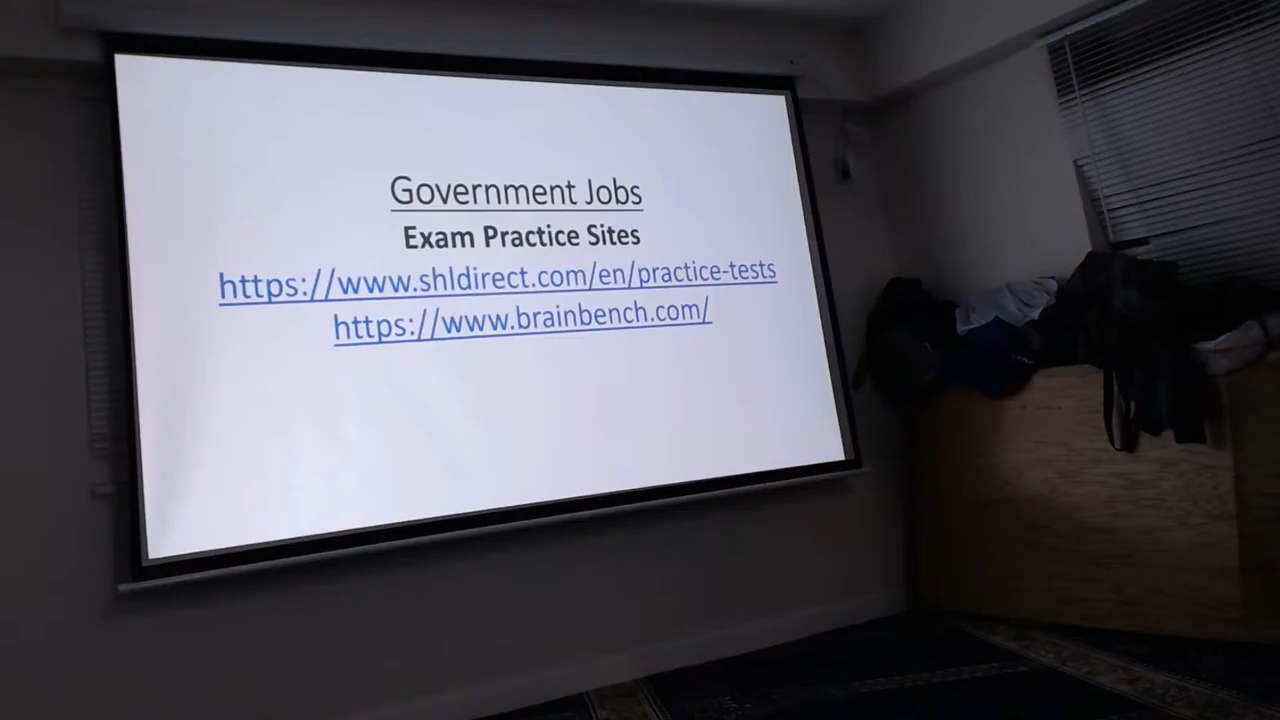 Government Jobs
Exam Practice Sites
https://www.shldirect.com/en/practice-tests
https://www.brainbench.com/